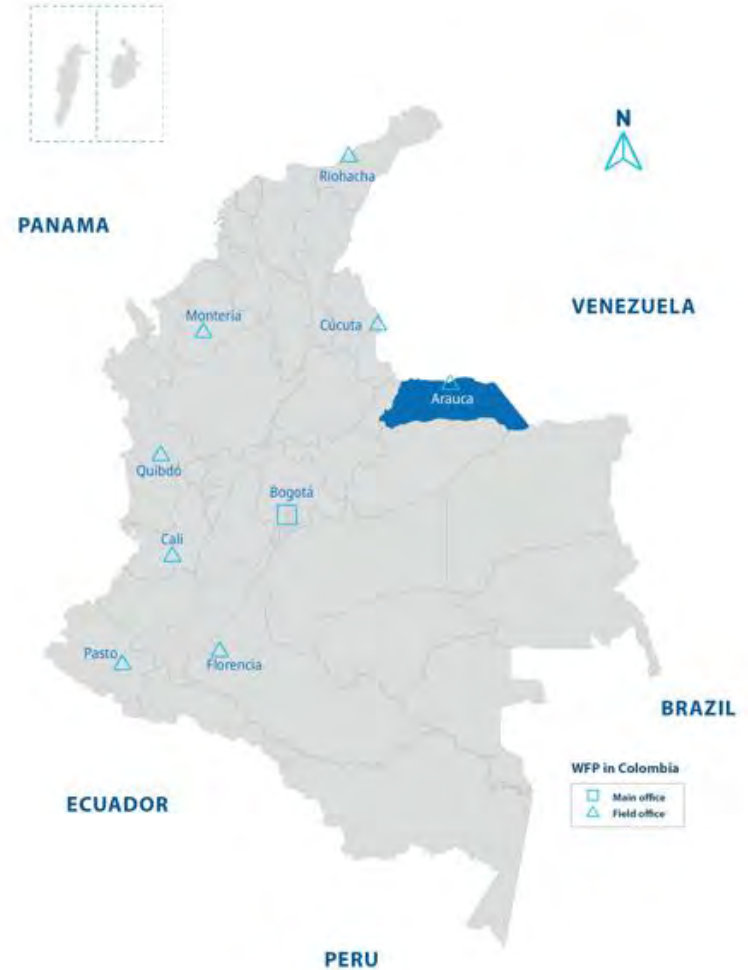 N
Riohacha
PANAMA
VENEZUELA
Montería
Cúcuta
Arauca
Quibdó
Bogotá
Cali
Pasto
Florencia
BRAZIL
WFP in Colombia
Main office
Field office
ECUADOR
PERU